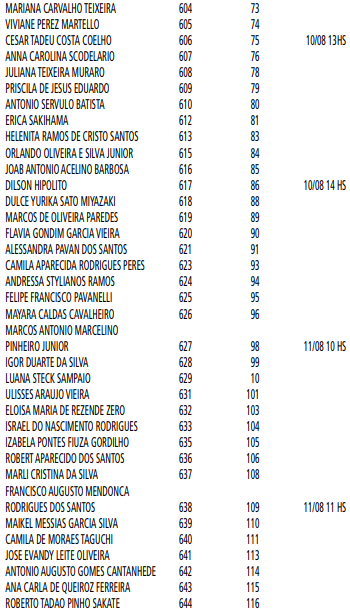 MARIANA CARVALHO TEIXEIRA 604 73
VIVIANE PEREZ MARTELLO 605 74
CESAR TADEU COSTA COELHO 606 75 10/08 13HS
ANNA CAROLINA SCODELARIO 607 76
JULIANA TEIXEIRA MURARO 608 78
PRISCILA DE JESUS EDUARDO 609 79
ANTONIO SERVULO BATISTA 610 80
ERICA SAKIHAMA 612 81
HELENITA RAMOS DE CRISTO SANTOS 613 83
ORLANDO OLIVEIRA E SILVA JUNIOR 615 84
JOAB ANTONIO ACELINO BARBOSA 616 85
DILSON HIPOLITO 617 86 10/08 14 HS
DULCE YURIKA SATO MIYAZAKI 618 88
MARCOS DE OLIVEIRA PAREDES 619 89
FLAVIA GONDIM GARCIA VIEIRA 620 90
ALESSANDRA PAVAN DOS SANTOS 621 91
CAMILA APARECIDA RODRIGUES PERES 623 93
ANDRESSA STYLIANOS RAMOS 624 94
FELIPE FRANCISCO PAVANELLI 625 95
MAYARA CALDAS CAVALHEIRO 626 96
MARCOS ANTONIO MARCELINO
PINHEIRO JUNIOR 627 98 11/08 10 HS
IGOR DUARTE DA SILVA 628 99
LUANA STECK SAMPAIO 629 10
ULISSES ARAUJO VIEIRA 631 101
ELOISA MARIA DE REZENDE ZERO 632 103
ISRAEL DO NASCIMENTO RODRIGUES 633 104
IZABELA PONTES FIUZA GORDILHO 635 105
ROBERT APARECIDO DOS SANTOS 636 106
MARLI CRISTINA DA SILVA 637 108
FRANCISCO AUGUSTO MENDONCA
RODRIGUES DOS SANTOS 638 109 11/08 11 HS
MAIKEL MESSIAS GARCIA SILVA 639 110
CAMILA DE MORAES TAGUCHI 640 111
JOSE EVANDY LEITE OLIVEIRA 641 113
ANTONIO AUGUSTO GOMES CANTANHEDE 642 114
ANA CARLA DE QUEIROZ FERREIRA 643 115
ROBERTO TADAO PINHO SAKATE 644 116